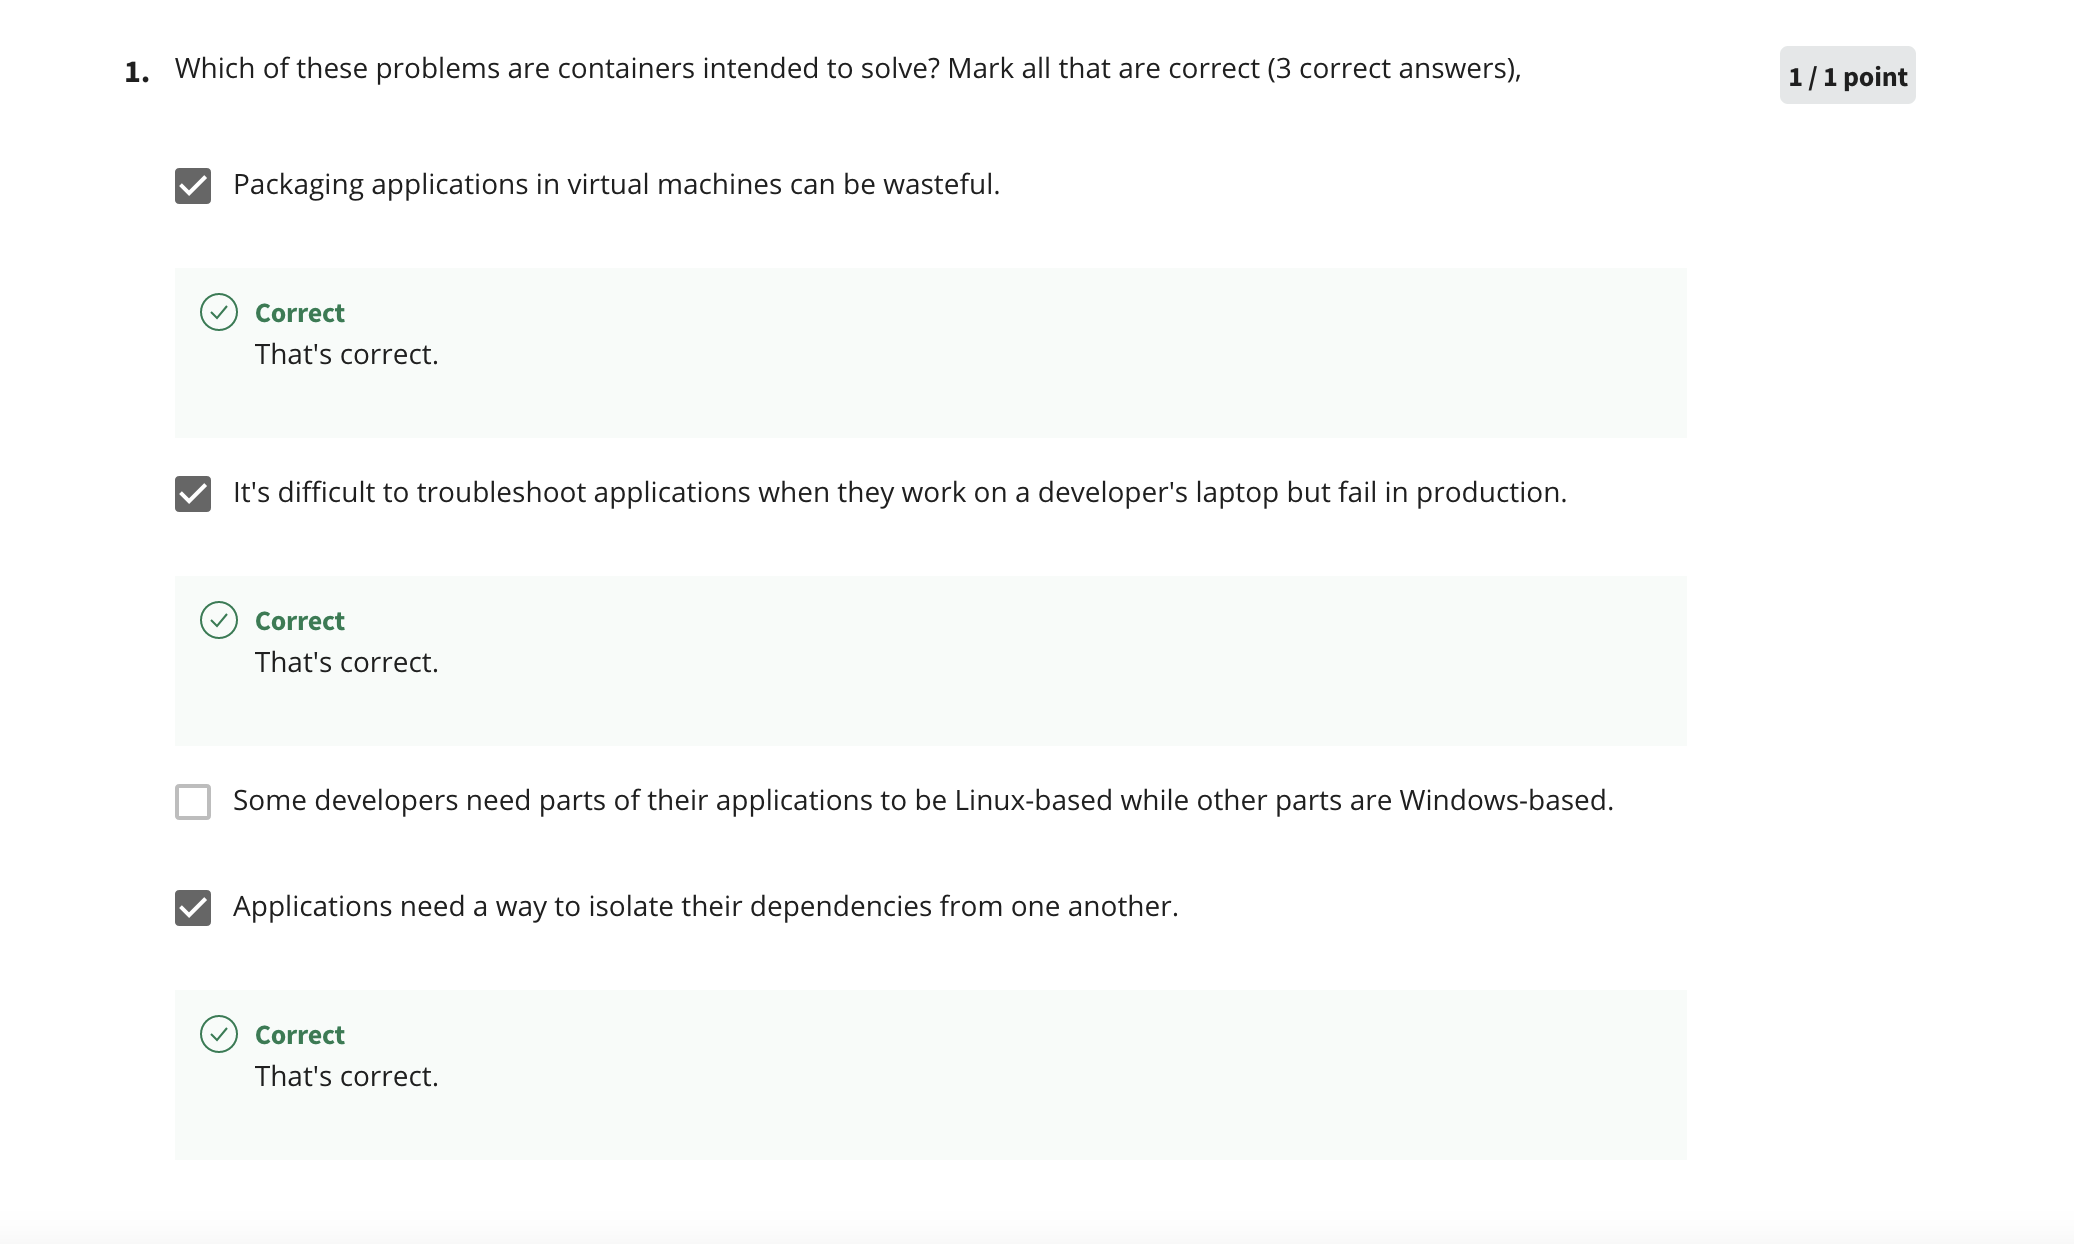 1. Which of these problems are containers intended to solve? Mark all that are correct (3 correct answers),
1 / 1 point
Packaging applications in virtual machines can be wasteful.
Correct
That's correct.
It's difficult to troubleshoot applications when they work on a developer's laptop but fail in production.
Correct
That's correct.
Some developers need parts of their applications to be Linux-based while other parts are Windows-based.
Applications need a way to isolate their dependencies from one another.
Correct
That's correct.